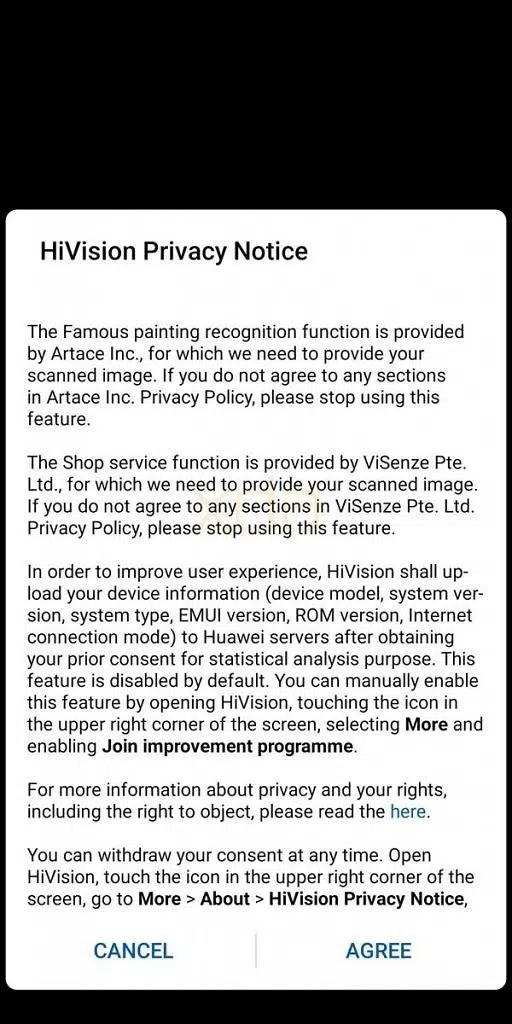 HiVision Privacy Notice
The Famous painting recognition function is provided
by Artace Inc., for which we need to provide your
scanned image. If you do not agree to any sections
in Artace Inc. Privacy Policy, please stop using this
feature.
The Shop service function is provided by ViSenze Pte.
Ltd., for which we need to provide your scanned image.
If you do not agree to any sections in ViSenze Pte. Ltd.
Privacy Policy, please stop using this feature.
In order to improve user experience, HiVision shall up-
load your device information (device model, system ver-
sion, system type, EMUI version, ROM version, Internet
connection mode) to Huawei servers after obtaining
your prior consent for statistical analysis purpose. This
feature is disabled by default. You can manually enable
this feature by opening HiVision, touching the icon in
the upper right corner of the screen, selecting More and
enabling Join improvement programme.
For more information about privacy and your rights,
including the right to object, please read the here.
You can withdraw your consent at any time. Open
HiVision, touch the icon in the upper right corner of the
screen, go to More > About > HiVision Privacy Notice,
CANCEL
AGREE